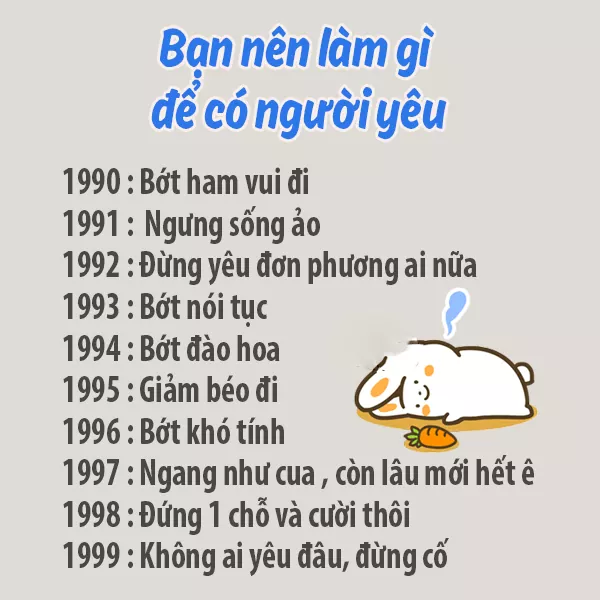 Bạn nên làm gì
để có người yêu
1990 : Bớt ham vui đi
1991 : Ngưng sống ảo
1992 : Đừng yêu đơn phương ai nữa
1993 : Bớt nói tục
1994 : Bớt đào hoa
1995 : Giảm béo đi
1996 : Bớt khó tính
1997 : Ngang như cua , còn lâu mới hết ê
1998 : Đứng 1 chỗ và cười thôi
1999 : Không ai yêu đâu, đừng cố